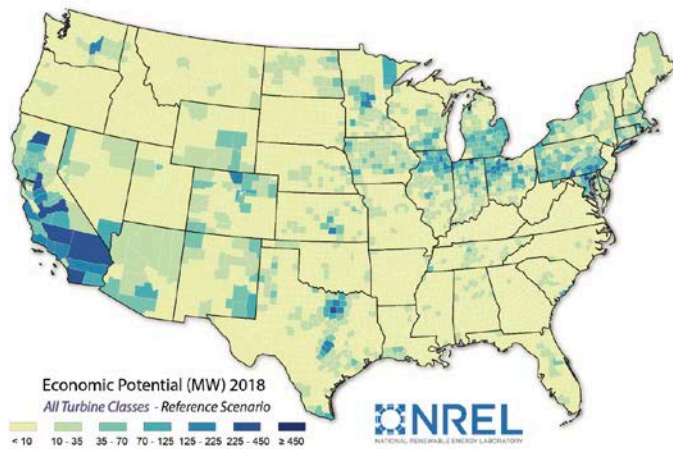 Economic Potential (MW) 2018
All Turbine Classes - Reference Scenario
< 10 10 - 35 35 - 70 70 - 125 125 - 225 225 - 450 ≥ 450
NREL
NATIONAL RENEWABLE ENERGY LABORATORY